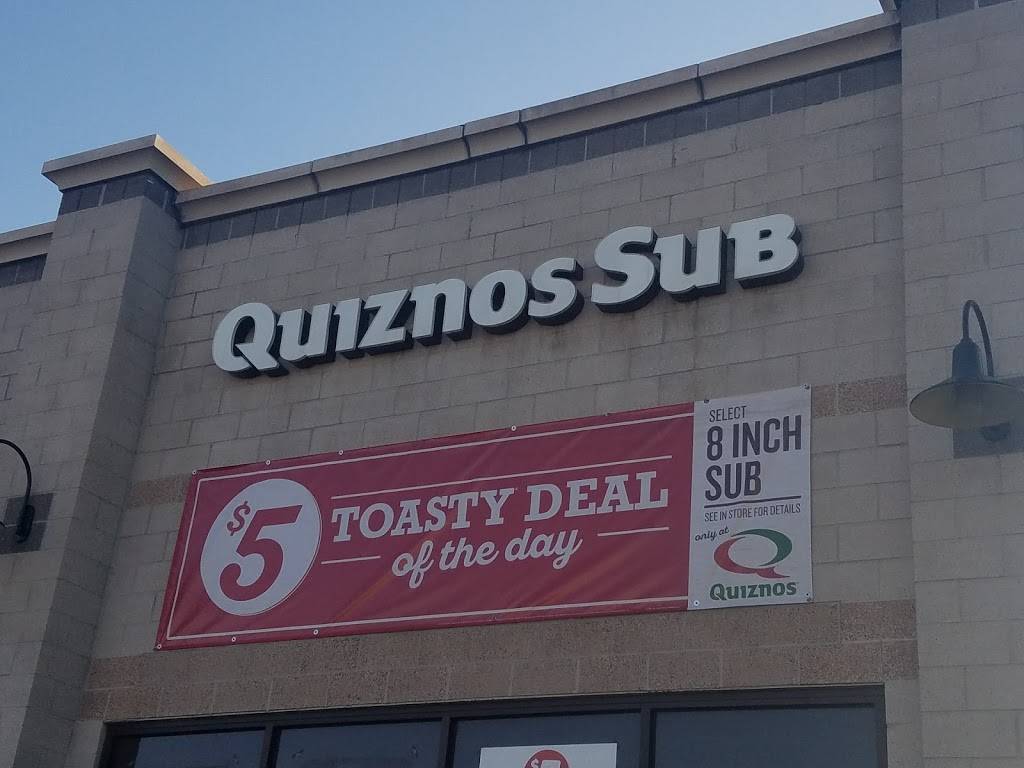 QUIZNOS SUB
$5
TOASTY DEAL
of the day
SELECT
8 INCH
SUB
SEE IN STORE FOR DETAILS
only at
QUIZNOS
$